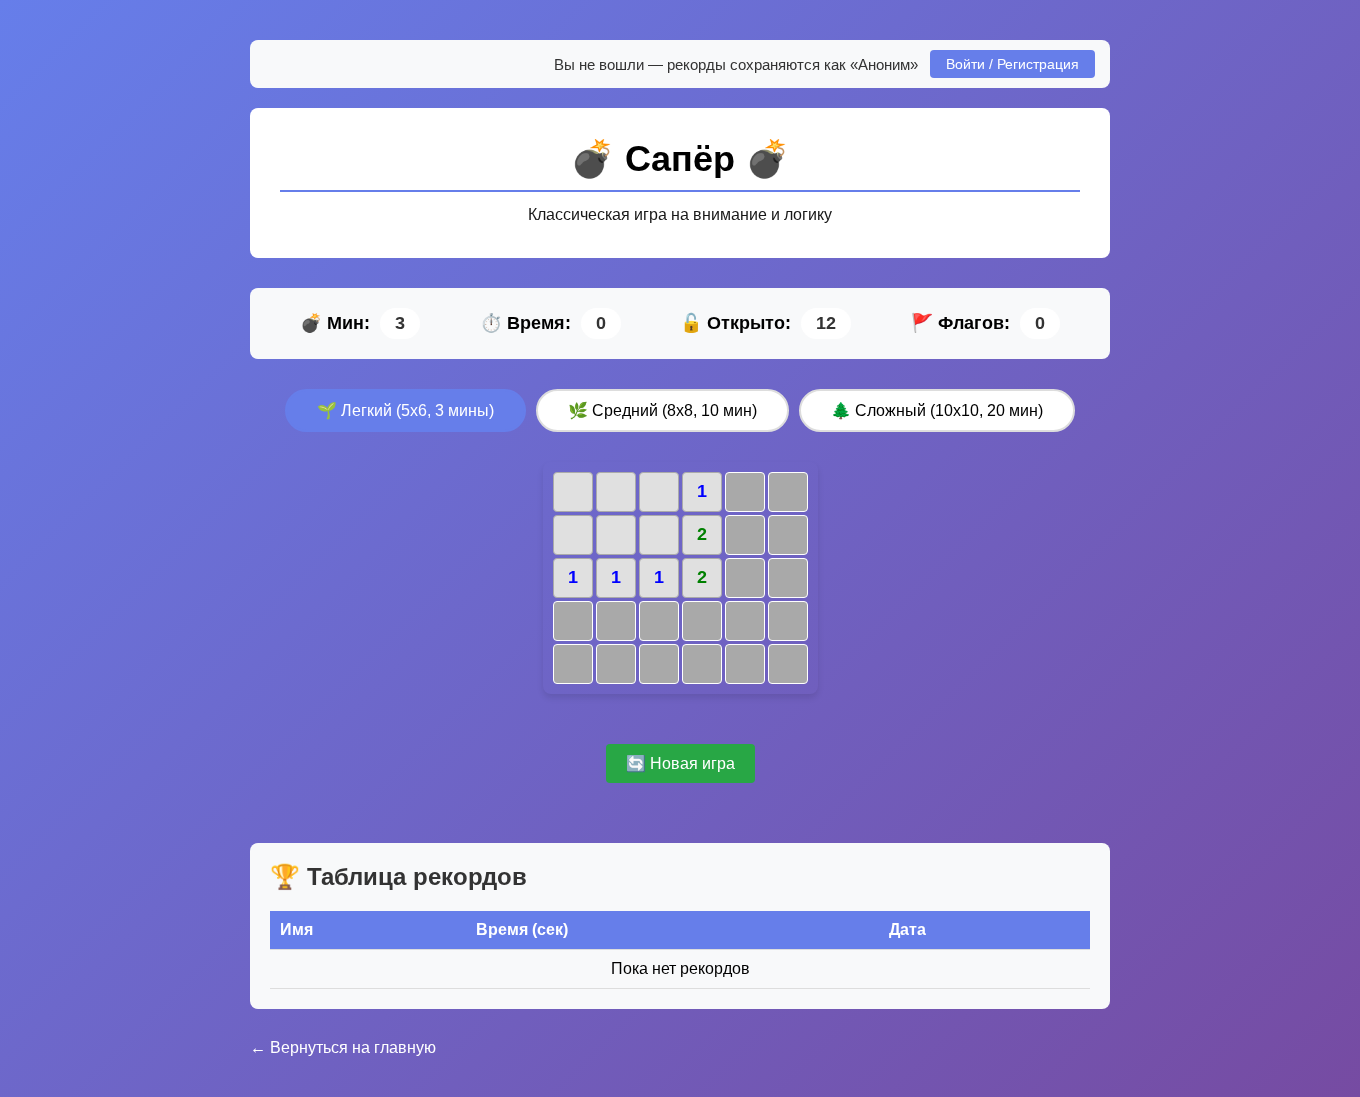 Вы не вошли — рекорды сохраняются как «Аноним» Войти / Регистрация
💣 Сапёр 💣
Классическая игра на внимание и логику
💣 Мин: 3 ⏱️ Время: 0 🔓 Открыто: 12 🚩 Флагов: 0
🌱 Легкий (5x6, 3 мины) 🌿 Средний (8x8, 10 мин) 🌲 Сложный (10x10, 20 мин)
1
2
1 1 1 2
🔄 Новая игра
🏆 Таблица рекордов
Имя Время (сек) Дата
Пока нет рекордов
← Вернуться на главную